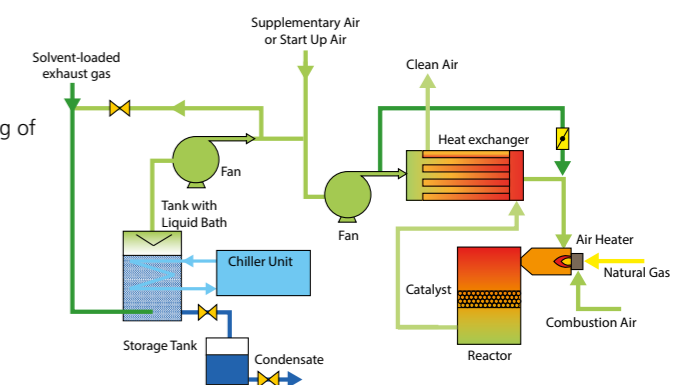 Supplementary Air
or Start Up Air
Solvent-loaded
exhaust gas
Clean Air
g of
Heat exchanger
Fan
Tank with
Liquid Bath
Fan
Air Heater
Chiller Unit
Natural Gas
Catalyst
Combustion Air
Storage Tank
Condensate
Reactor